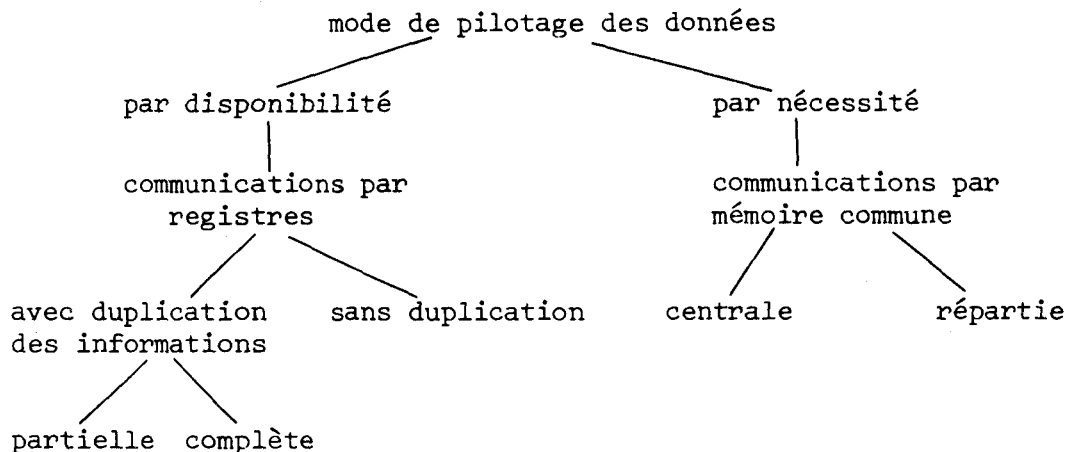 mode de pilotage des données
par disponibilité
par nécessité
communications par
registres
communications par
mémoire commune
avec duplication
des informations
sans duplication
centrale
répartie
partielle
complète